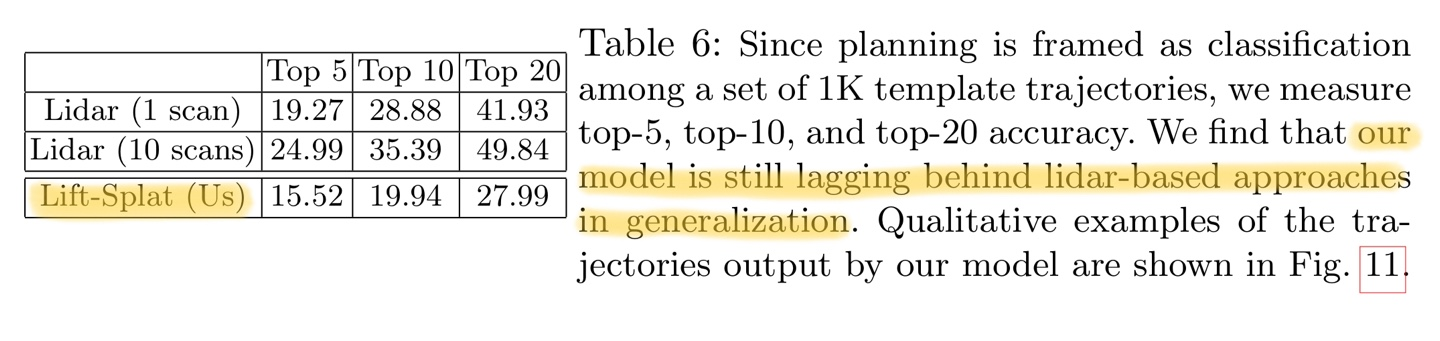 Top 5 Top 10 Top 20
Lidar (1 scan) 19.27 28.88 41.93
Lidar (10 scans) 24.99 35.39 49.84
Lift-Splat (Us) 15.52 19.94 27.99
Table 6: Since planning is framed as classification
among a set of 1K template trajectories, we measure
top-5, top-10, and top-20 accuracy. We find that our
model is still lagging behind lidar-based approaches
in generalization. Qualitative examples of the tra-
jectories output by our model are shown in Fig. 11.